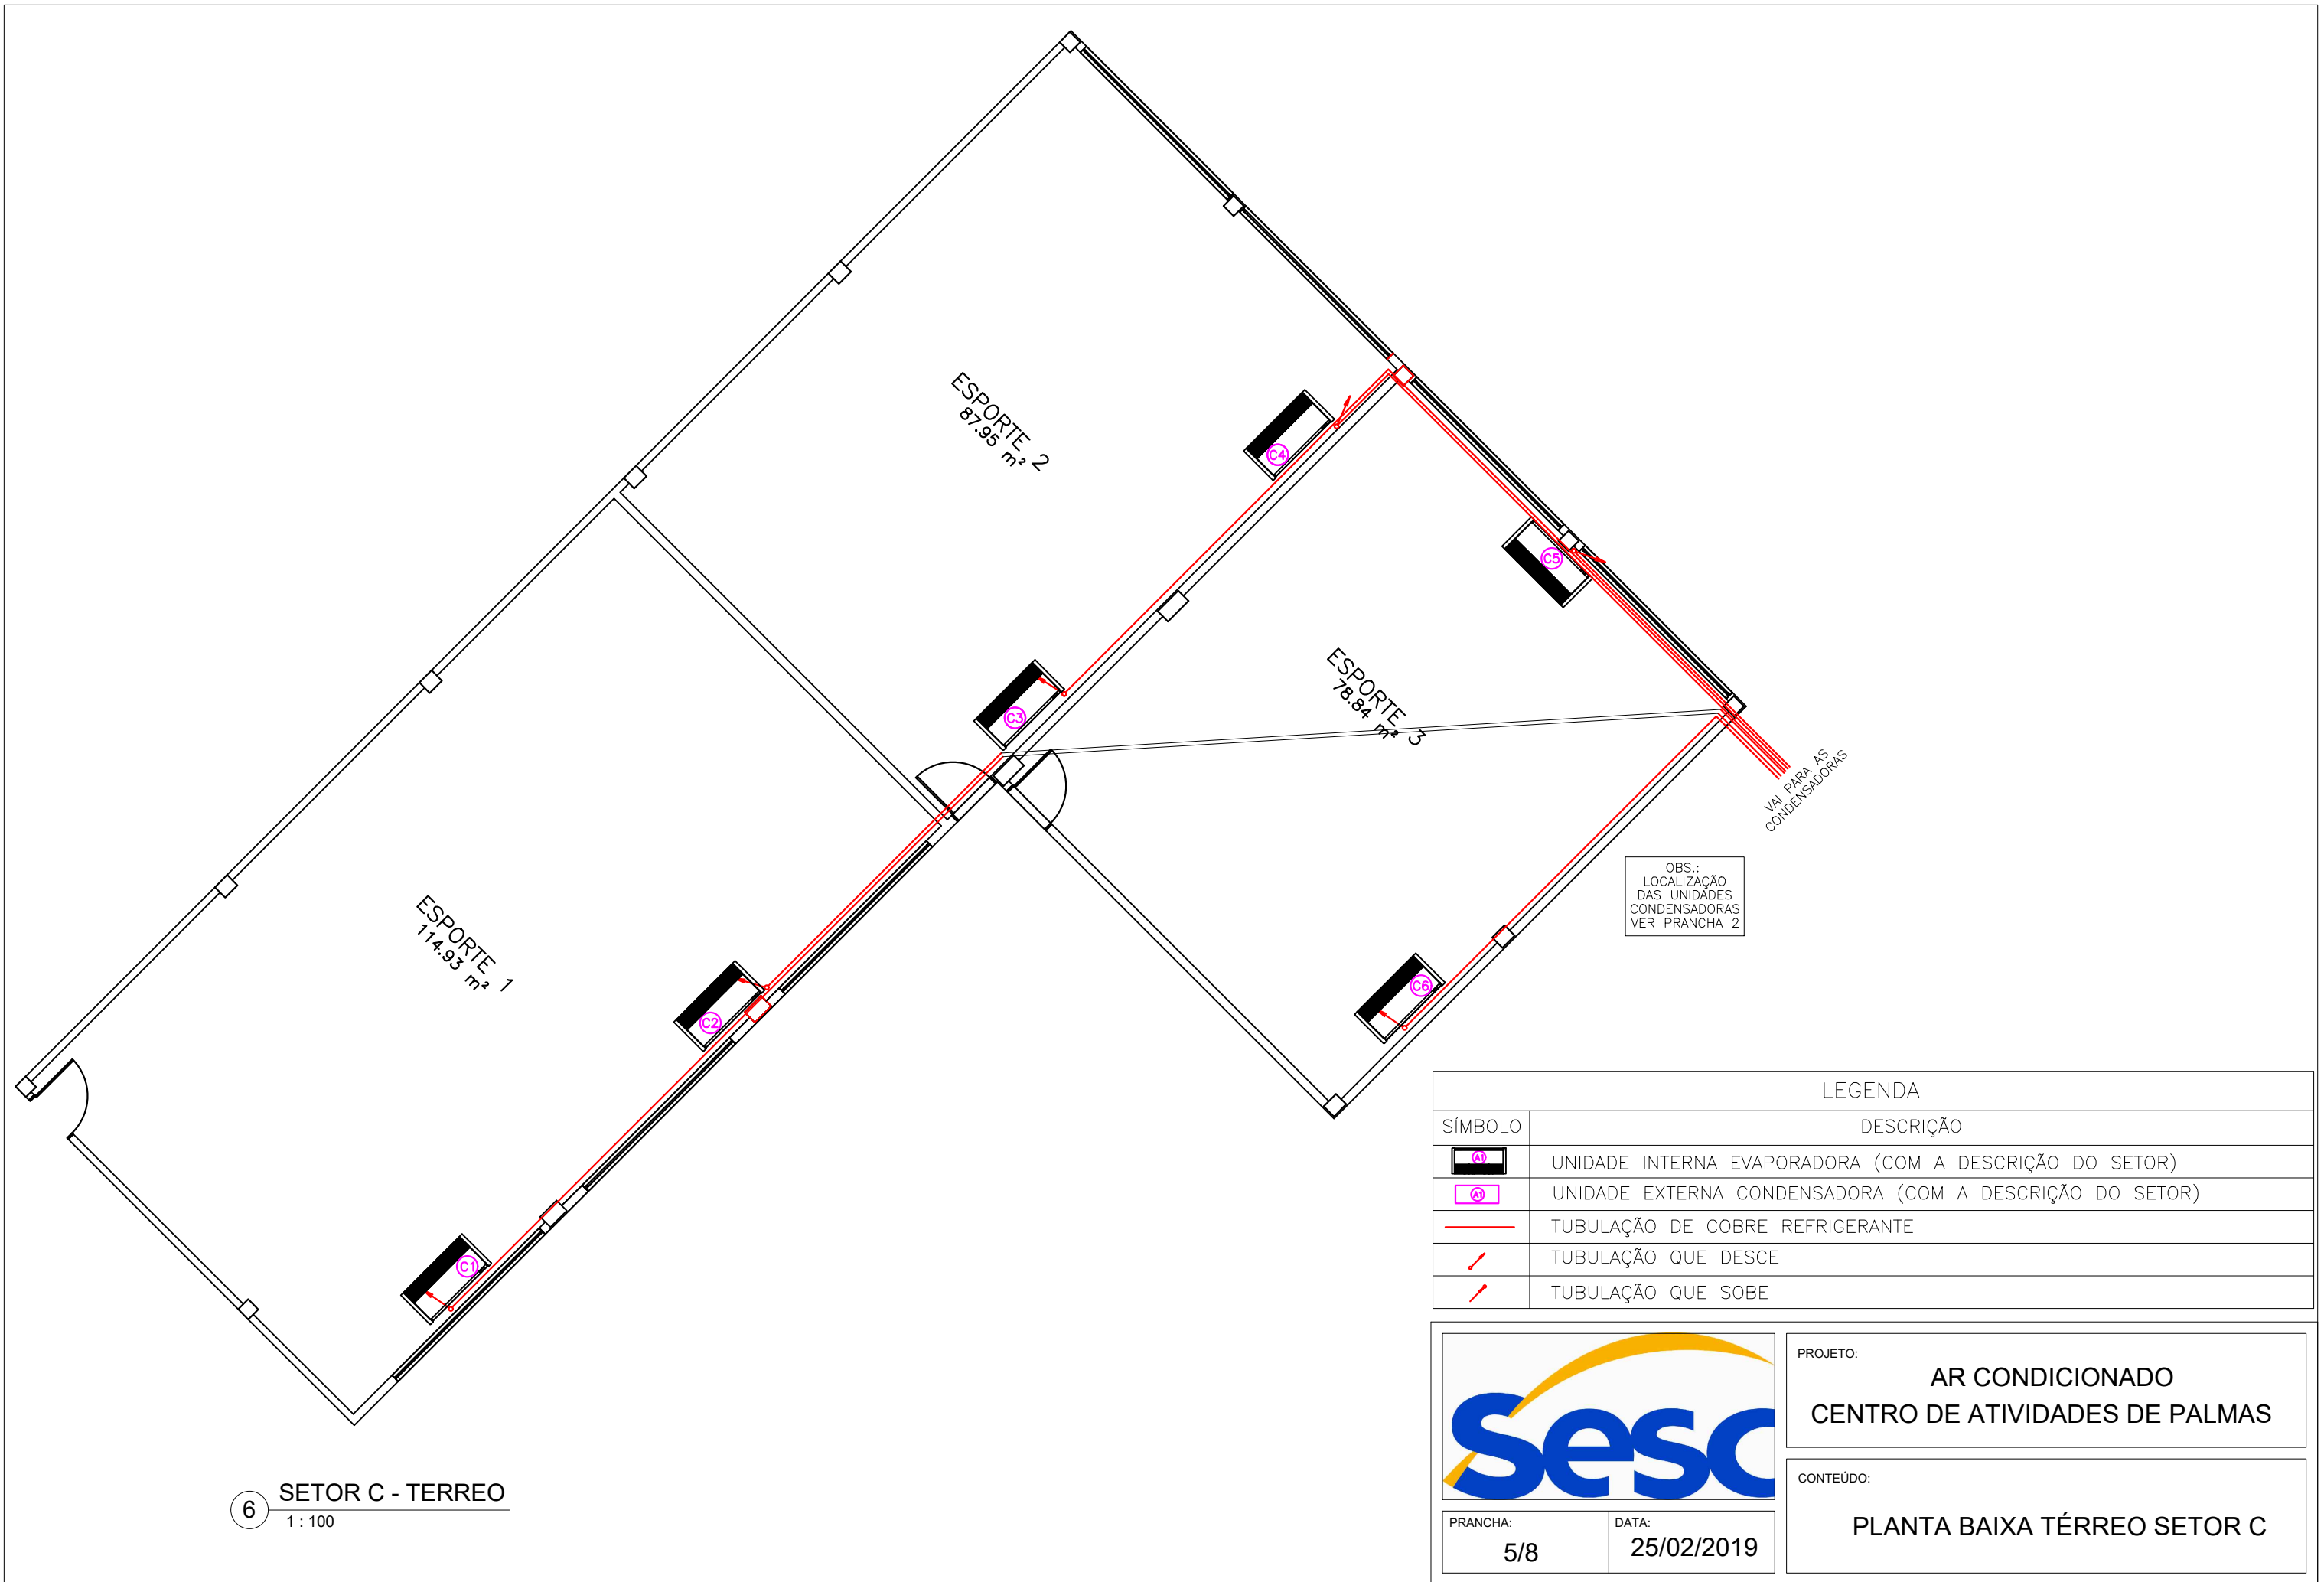 ESPORTE 2
87.95 m²
C4
C5
C3
ESPORTE 3
78.84 m²
VAI PARA AS
CONDENSADORAS
OBS.:
LOCALIZAÇÃO
DAS UNIDADES
CONDENSADORAS
VER PRANCHA 2
ESPORTE 1
114.93 m²
C2
C6
C1
LEGENDA
SÍMBOLO DESCRIÇÃO
A1 UNIDADE INTERNA EVAPORADORA (COM A DESCRIÇÃO DO SETOR)
A1 UNIDADE EXTERNA CONDENSADORA (COM A DESCRIÇÃO DO SETOR)
TUBULAÇÃO DE COBRE REFRIGERANTE
TUBULAÇÃO QUE DESCE
TUBULAÇÃO QUE SOBE
Sesc
PROJETO:
AR CONDICIONADO
CENTRO DE ATIVIDADES DE PALMAS
CONTEÚDO:
PLANTA BAIXA TÉRREO SETOR C
PRANCHA:
5/8
DATA:
25/02/2019
6 SETOR C - TERREO
1 : 100